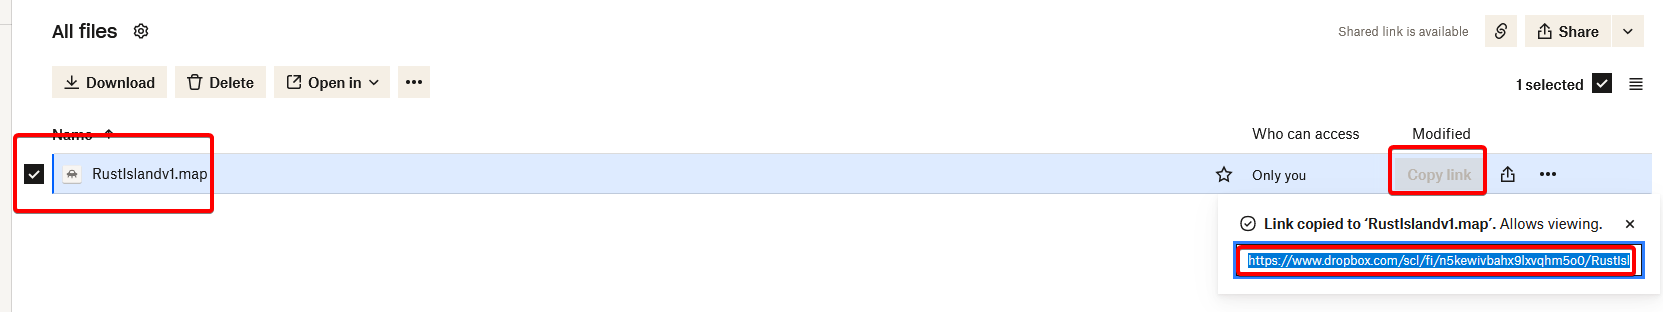 All files
Shared link is available
Share
Download
Delete
Open in
1 selected
Name
Who can access
Modified
RustIslandv1.map
Only you
Copy link
Link copied to ‘RustIslandv1.map’. Allows viewing.
https://www.dropbox.com/scl/fi/n5kewivbahx9lxvqhm5o0/RustIsl